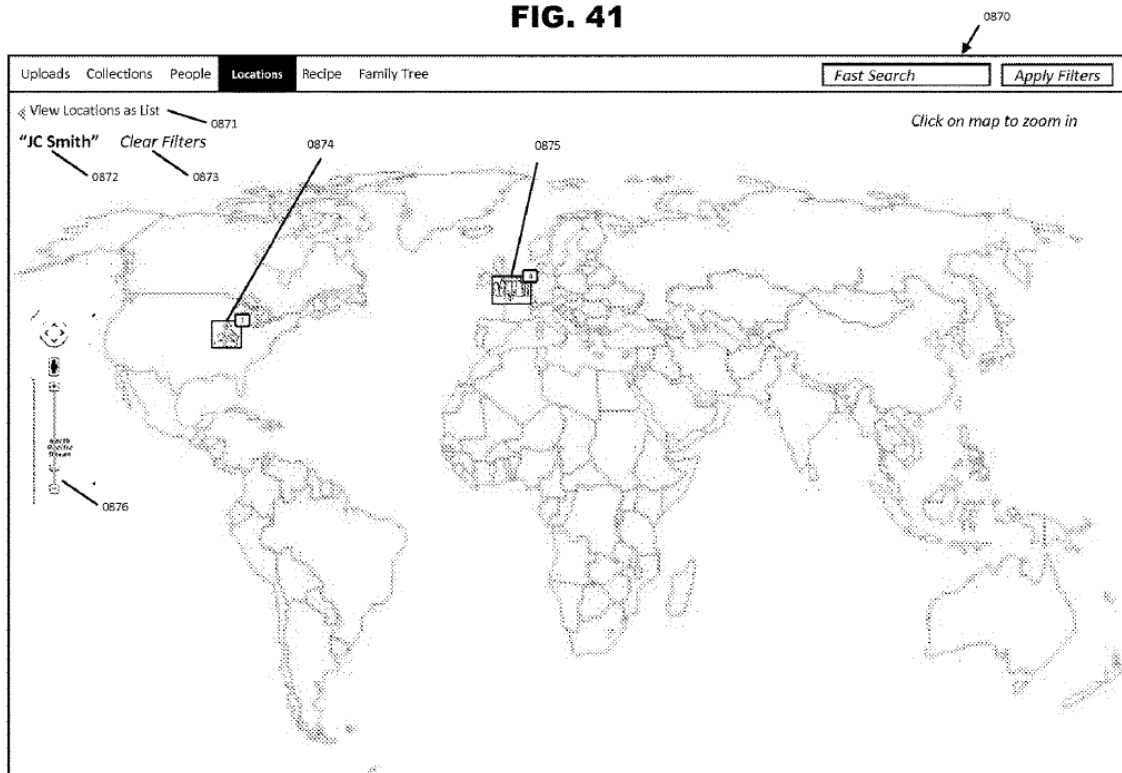 FIG. 41
0870
Uploads Collections People Locations Recipe Family Tree Fast Search Apply Filters
View Locations as List
0871
Click on map to zoom in
"JC Smith" Clear Filters
0874
0875
0872
0873
0876